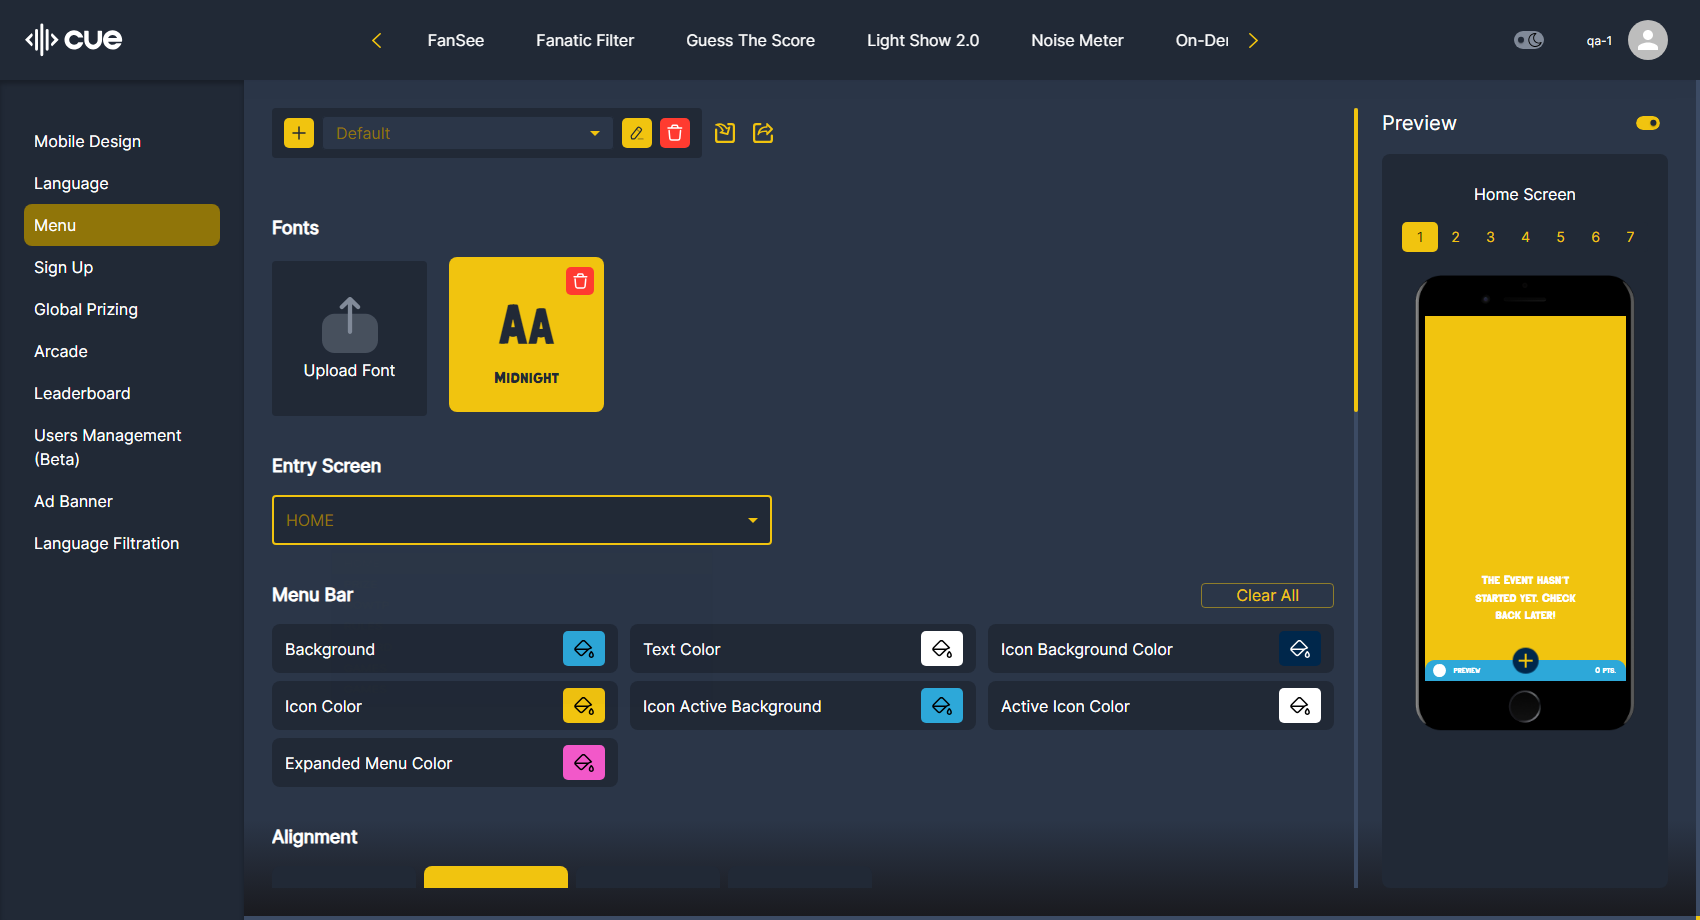 cue
FanSee
Fanatic Filter
Guess The Score
Light Show 2.0
Noise Meter
On-De
qa-1
Mobile Design
Language
Menu
Sign Up
Global Prizing
Arcade
Leaderboard
Users Management
(Beta)
Ad Banner
Language Filtration
Default
Fonts
Upload Font
AA
MIDNIGHT
Entry Screen
HOME
Menu Bar
Clear All
Background
Text Color
Icon Background Color
Icon Color
Icon Active Background
Active Icon Color
Expanded Menu Color
Alignment
Preview
Home Screen
1 2 3 4 5 6 7
THE EVENT HASN'T
STARTED YET. CHECK
BACK LATER!
PREVIEW
0 PTS.